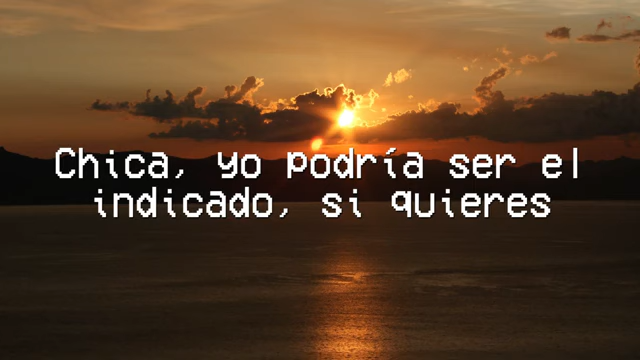 Chica, yo podría ser el
indicado, si quieres